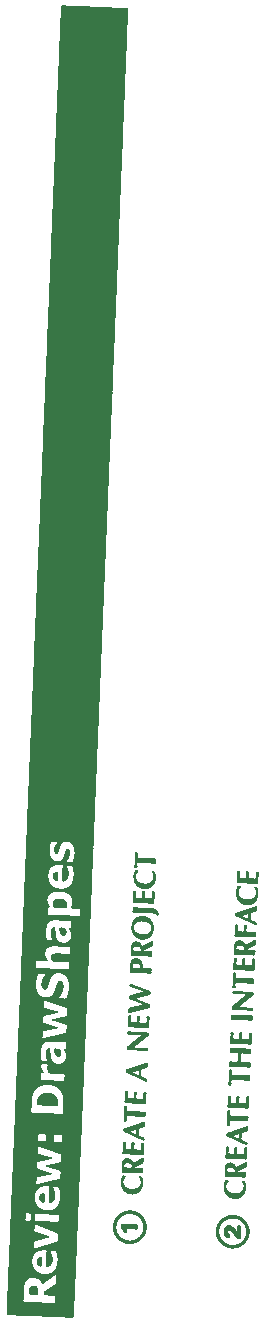 Review: DrawShapes
1 CREATE A NEW PROJECT
2 CREATE THE INTERFACE